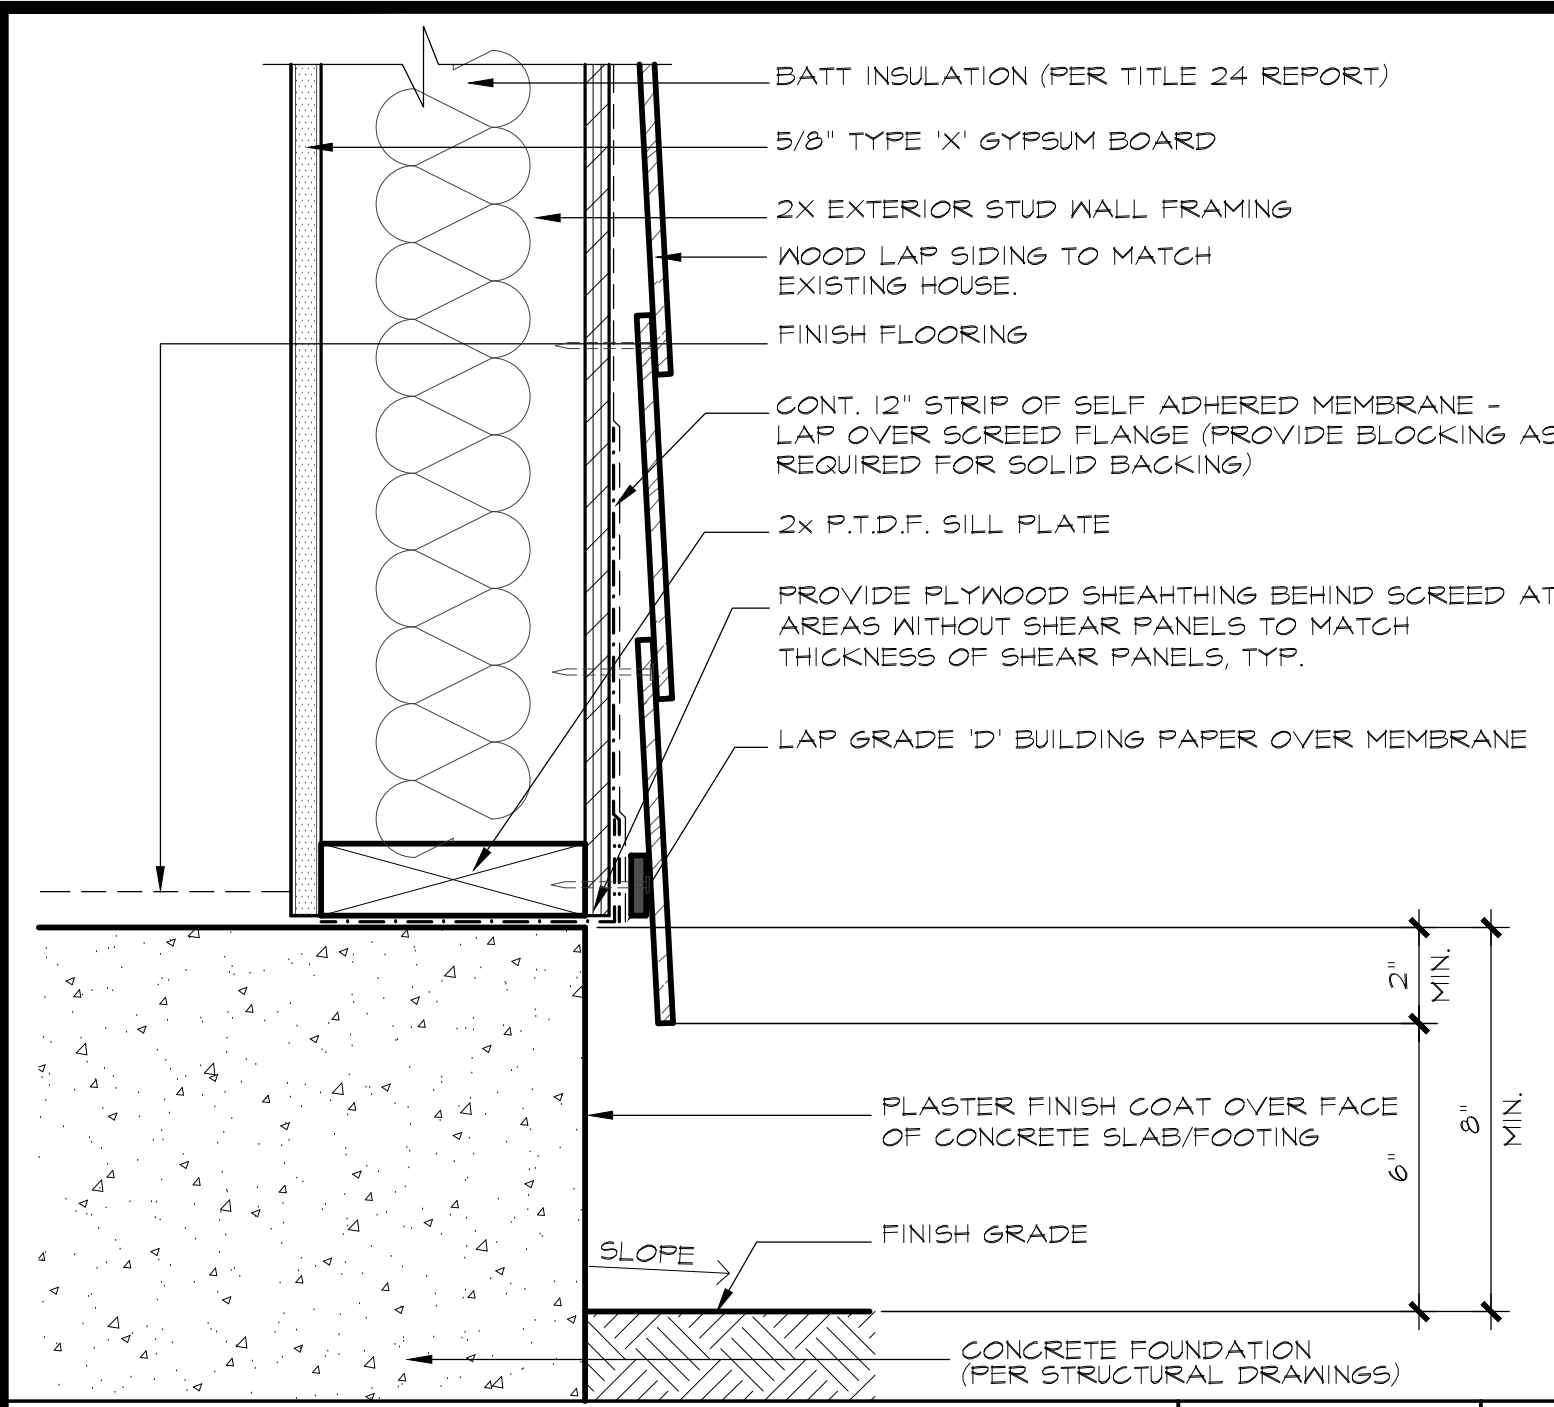 BATT INSULATION (PER TITLE 24 REPORT)
5/8" TYPE 'X' GYPSUM BOARD
2X EXTERIOR STUD WALL FRAMING
WOOD LAP SIDING TO MATCH
EXISTING HOUSE.
FINISH FLOORING
CONT. 12" STRIP OF SELF ADHERED MEMBRANE -
LAP OVER SCREED FLANGE (PROVIDE BLOCKING AS
REQUIRED FOR SOLID BACKING)
2x P.T.D.F. SILL PLATE
PROVIDE PLYWOOD SHEAHTHING BEHIND SCREED AT
AREAS WITHOUT SHEAR PANELS TO MATCH
THICKNESS OF SHEAR PANELS, TYP.
LAP GRADE 'D' BUILDING PAPER OVER MEMBRANE
2"
MIN.
PLASTER FINISH COAT OVER FACE
OF CONCRETE SLAB/FOOTING
6"
8"
MIN.
FINISH GRADE
SLOPE
CONCRETE FOUNDATION
(PER STRUCTURAL DRAWINGS)